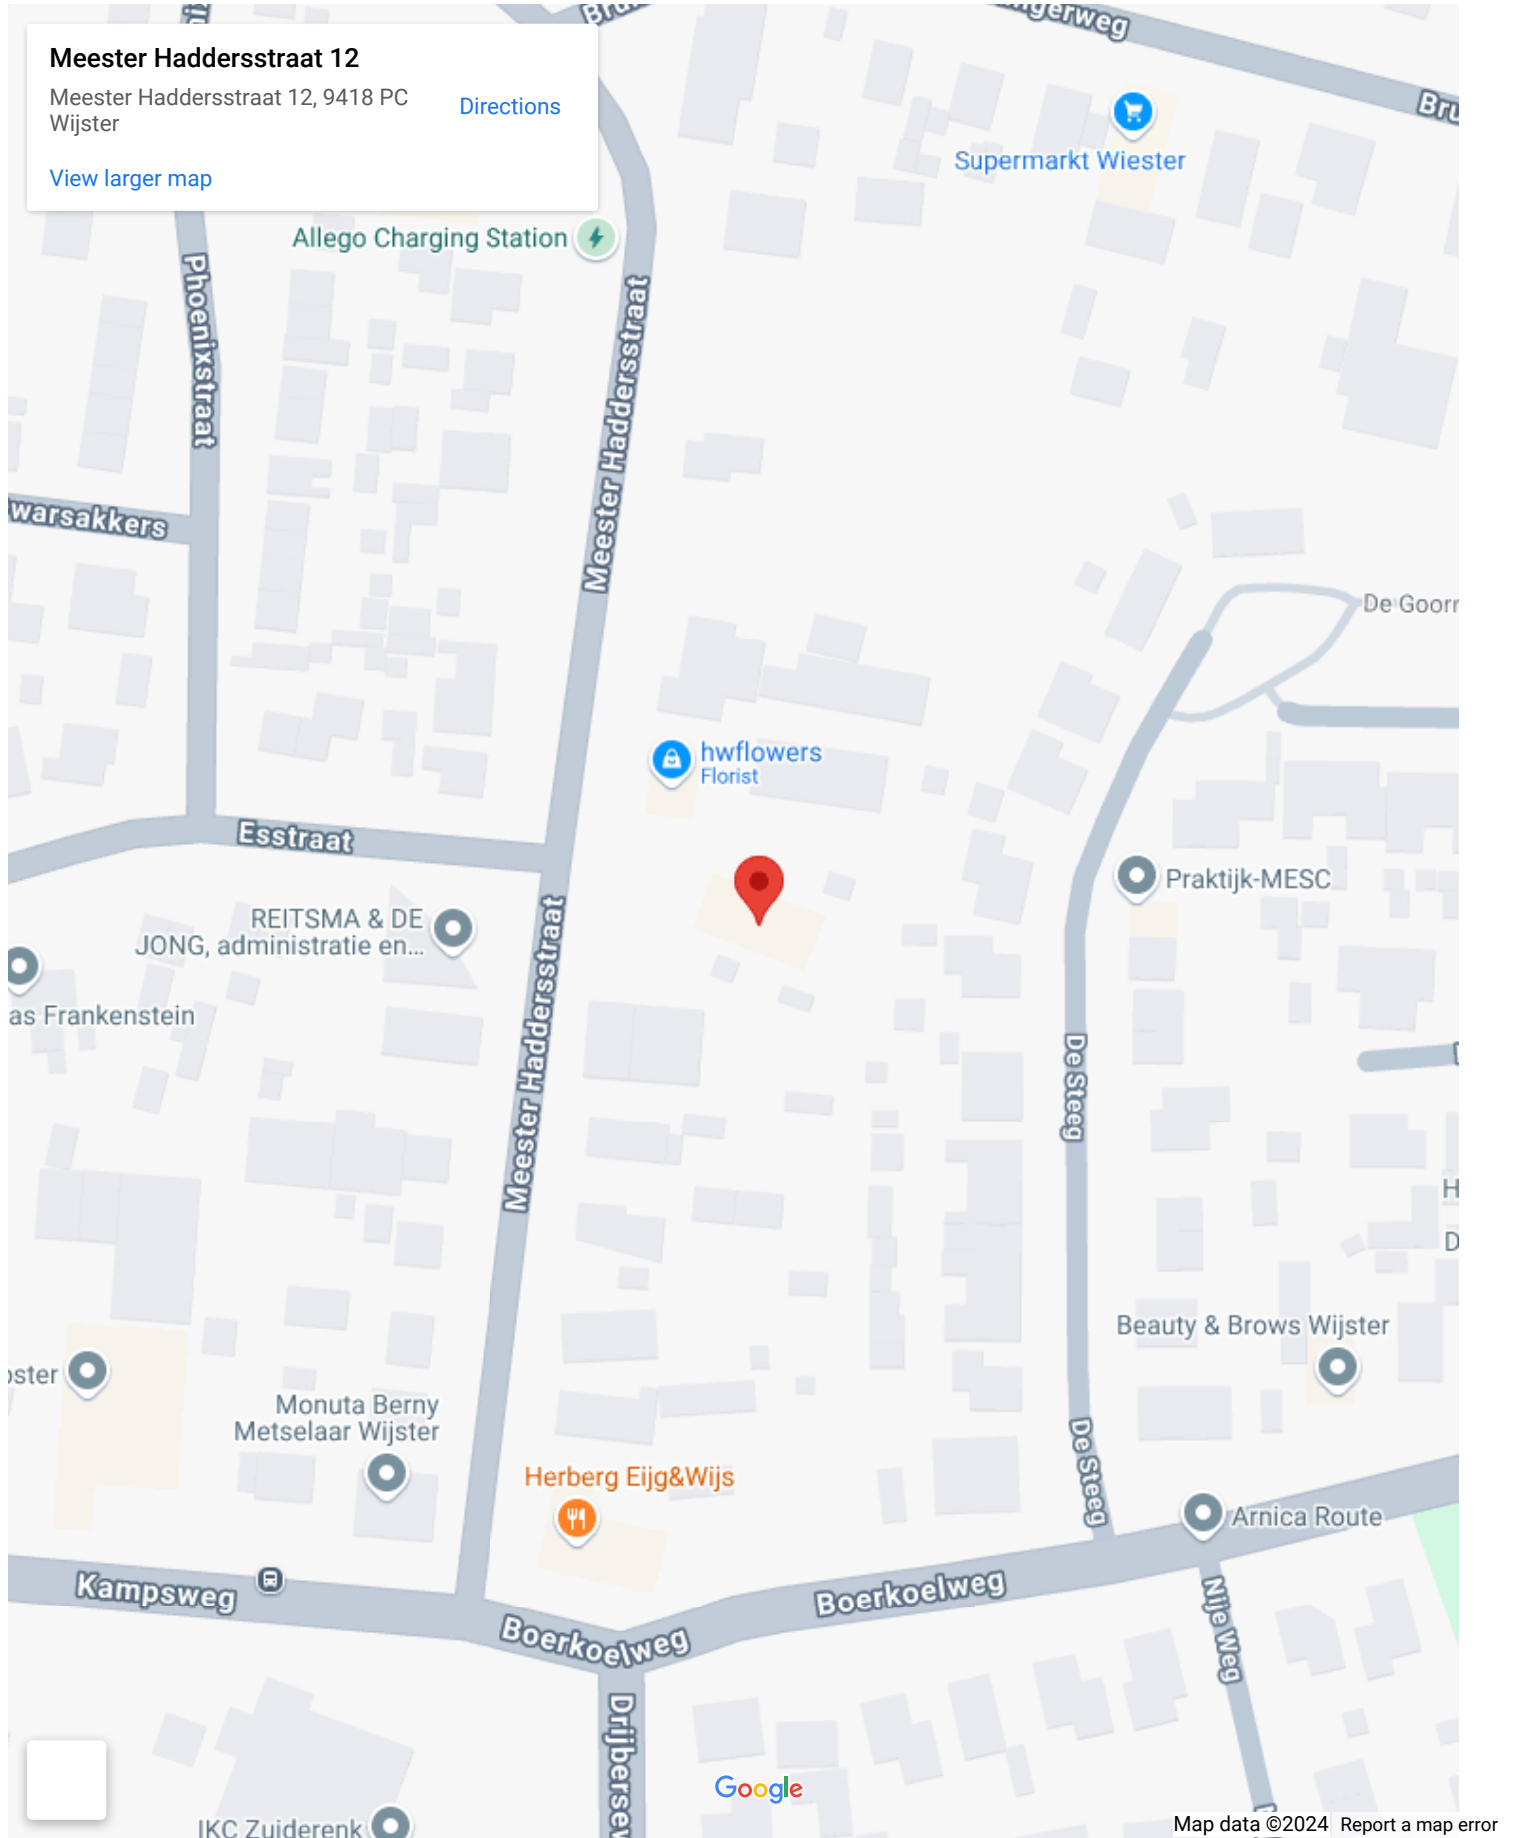 Meester Haddersstraat 12
Meester Haddersstraat 12, 9418 PC
Wijster
Directions
View larger map
Supermarkt Wiester
Allego Charging Station
Phoenixstraat
Meester Haddersstraat
warsakkers
De Goorn
hwflowers
Florist
Esstraat
Praktijk-MESC
REITSMA & DE
JONG, administratie en...
as Frankenstein
Meester Haddersstraat
De Steeg
Beauty & Brows Wijster
oster
Monuta Berny
Metselaar Wijster
De Steeg
Herberg Eijg&Wijs
Arnica Route
Kampsweg
Boerkoelweg
Boerkoelweg
Nije Weg
Drijbersew
Google
IKC Zuiderenk
Map data ©2024
Report a map error